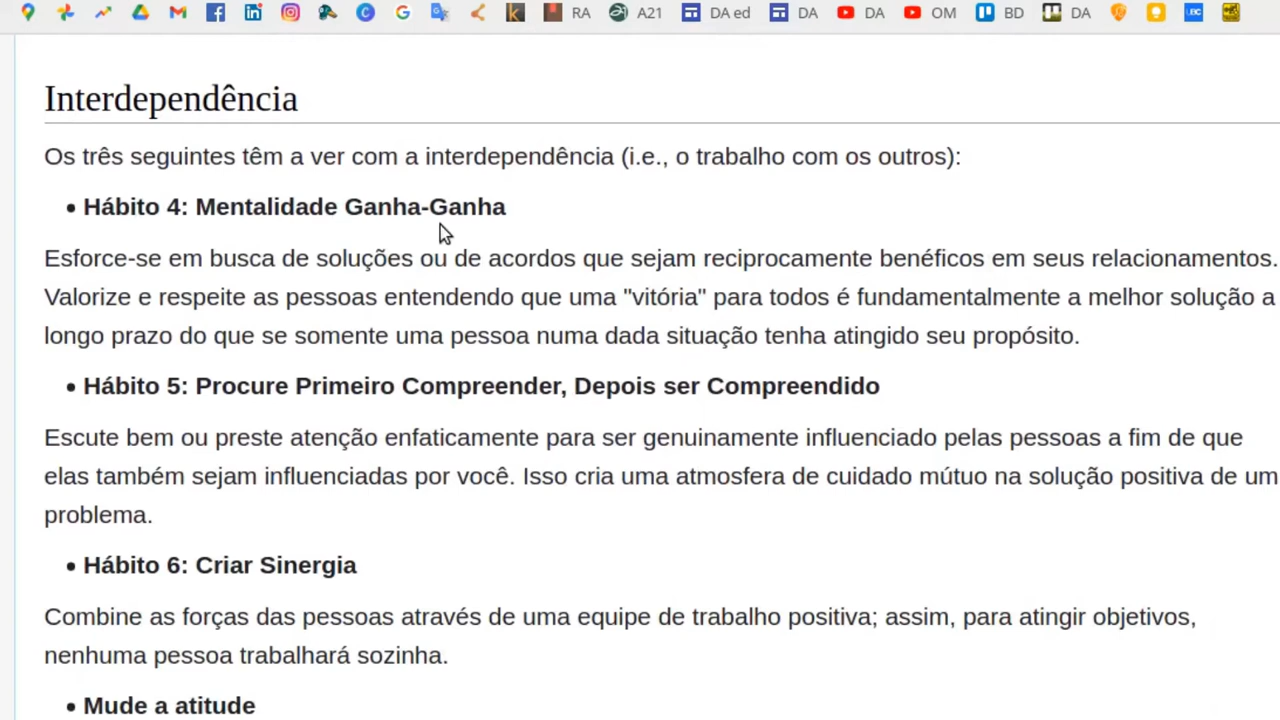 RA A21 DA ed DA DA OM BD DA
Interdependência
Os três seguintes têm a ver com a interdependência (i.e., o trabalho com os outros):
• Hábito 4: Mentalidade Ganha-Ganha
Esforce-se em busca de soluções ou de acordos que sejam reciprocamente benéficos em seus relacionamentos.
Valorize e respeite as pessoas entendendo que uma "vitória" para todos é fundamentalmente a melhor solução a
longo prazo do que se somente uma pessoa numa dada situação tenha atingido seu propósito.
• Hábito 5: Procure Primeiro Compreender, Depois ser Compreendido
Escute bem ou preste atenção enfaticamente para ser genuinamente influenciado pelas pessoas a fim de que
elas também sejam influenciadas por você. Isso cria uma atmosfera de cuidado mútuo na solução positiva de um
problema.
• Hábito 6: Criar Sinergia
Combine as forças das pessoas através de uma equipe de trabalho positiva; assim, para atingir objetivos,
nenhuma pessoa trabalhará sozinha.
• Mude a atitude